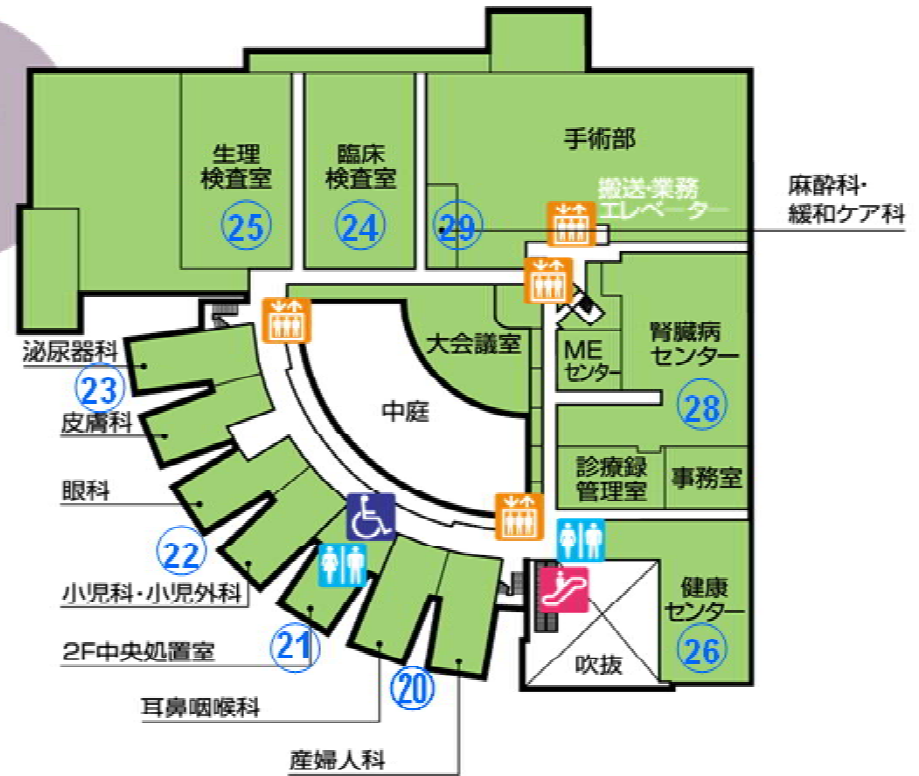 生理
検査室
25
臨床
検査室
24
手術部
搬送・業務
エレベーター
29
麻酔科・
緩和ケア科
大会議室
ME
センター
腎臓病
センター
28
中庭
泌尿器科
23
皮膚科
眼科
22
小児科・小児外科
2F中央処置室
21
耳鼻咽喉科
20
産婦人科
診療録
管理室
事務室
健康
センター
26
吹抜